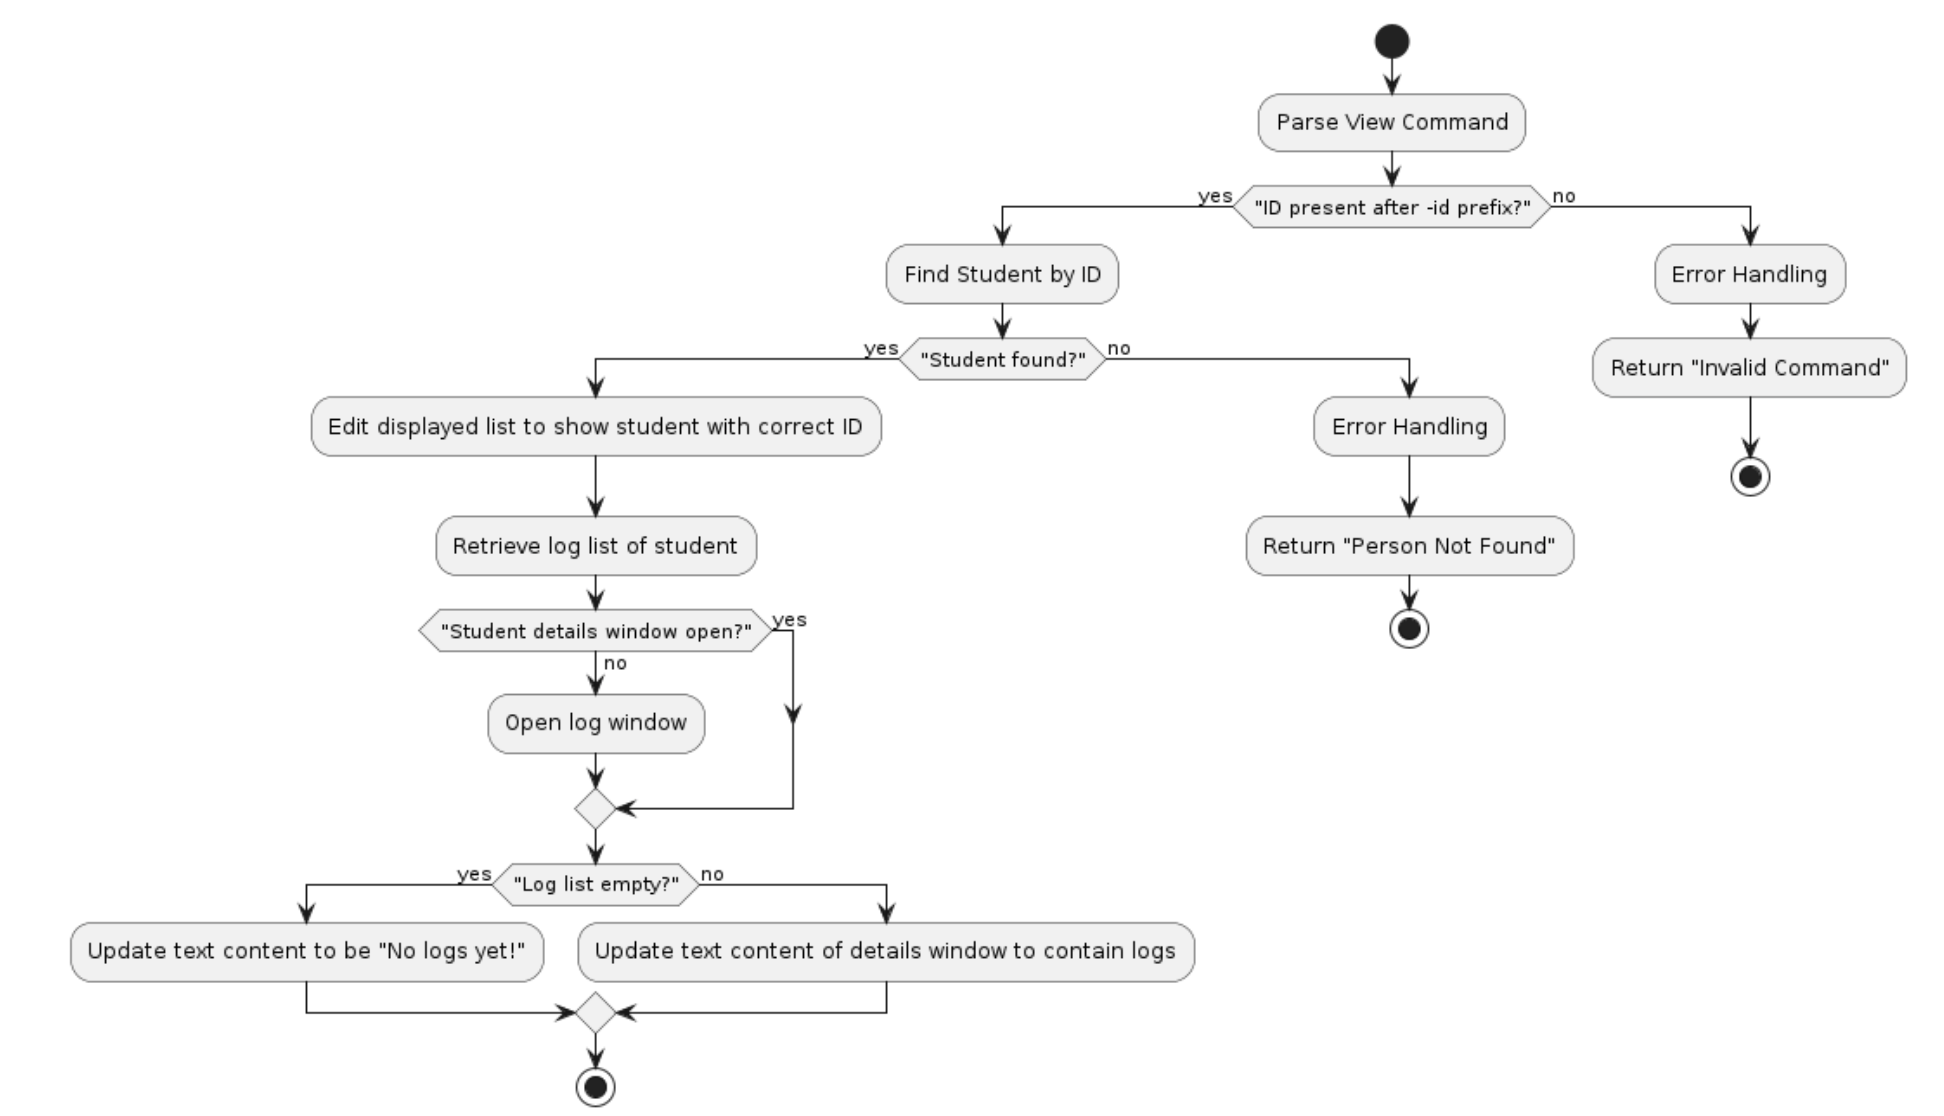 Parse View Command
yes
"ID present after -id prefix?"
no
Find Student by ID
Error Handling
yes
"Student found?"
no
Return "Invalid Command"
Edit displayed list to show student with correct ID
Error Handling
Retrieve log list of student
Return "Person Not Found"
"Student details window open?"
yes
no
Open log window
yes
"Log list empty?"
no
Update text content to be "No logs yet!"
Update text content of details window to contain logs